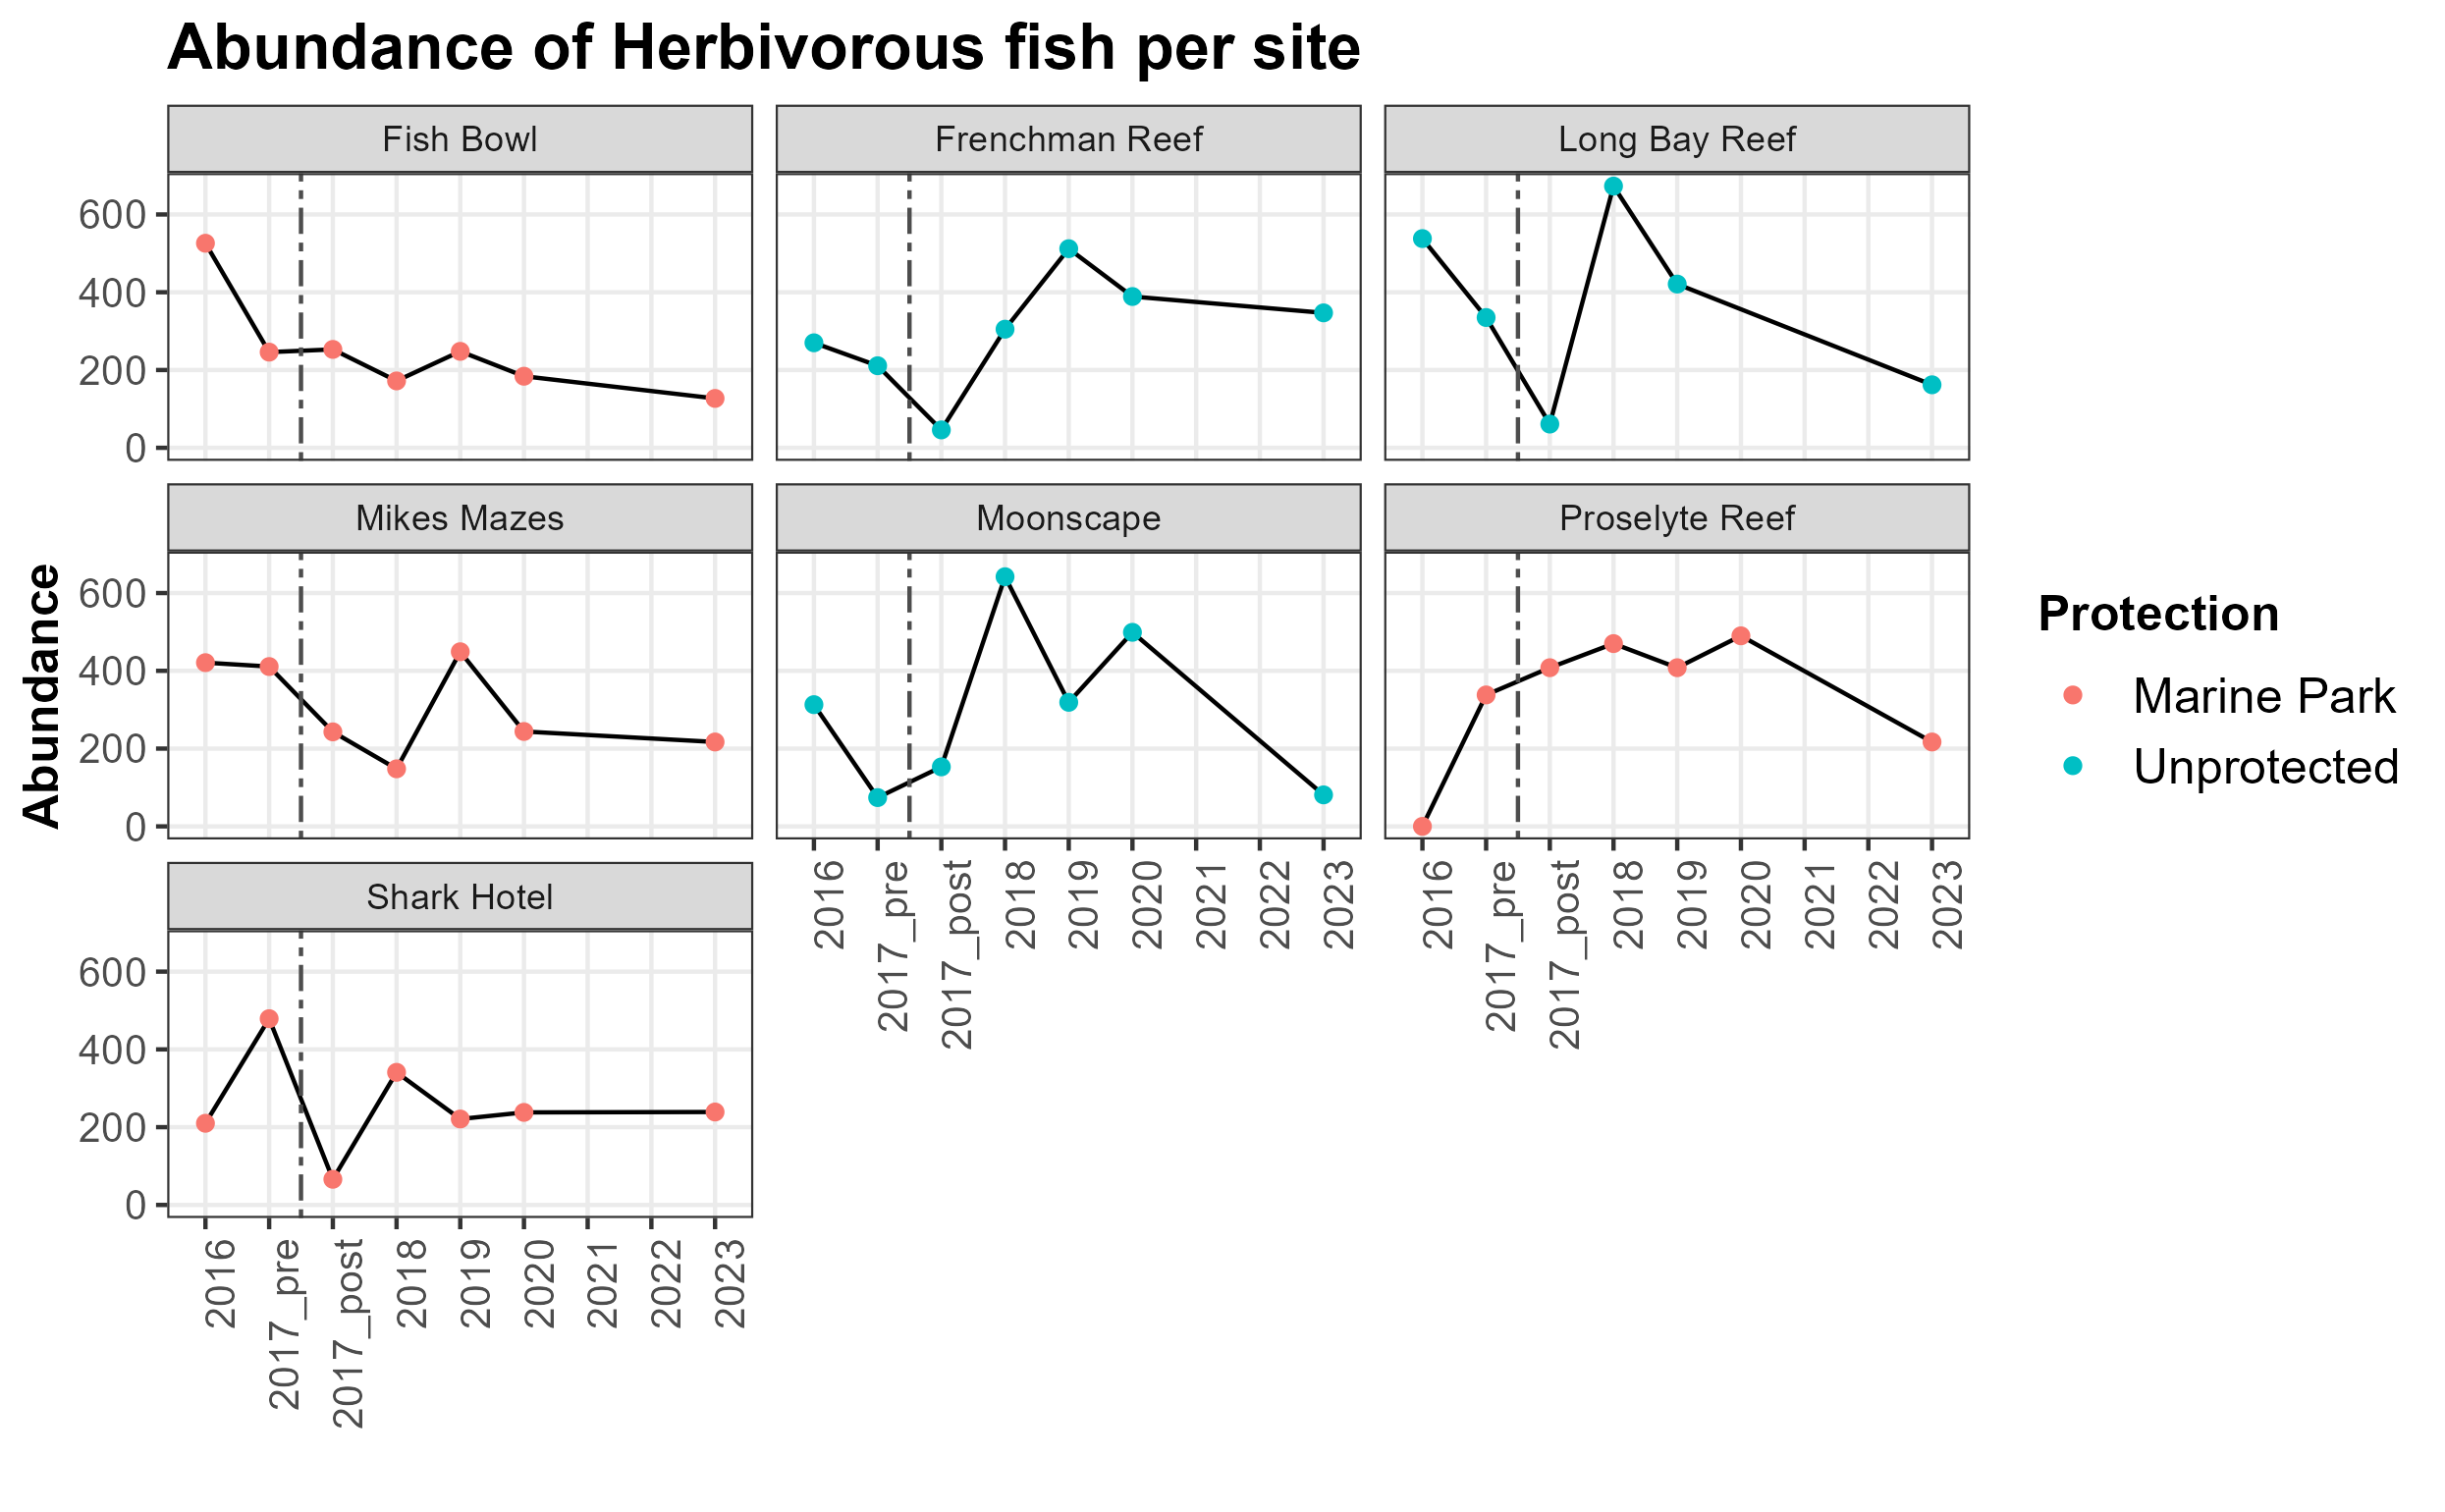 Abundance of Herbivorous fish per site
Fish Bowl
Frenchman Reef
Long Bay Reef
600
400
200
0
Mikes Mazes
Moonscape
Proselyte Reef
Abundance
600
400
200
0
2016
2017_pre
2017_post
2018
2019
2020
2021
2022
2023
2016
2017_pre
2017_post
2018
2019
2020
2021
2022
2023
Shark Hotel
600
400
200
0
2016
2017_pre
2017_post
2018
2019
2020
2021
2022
2023
Protection
Marine Park
Unprotected